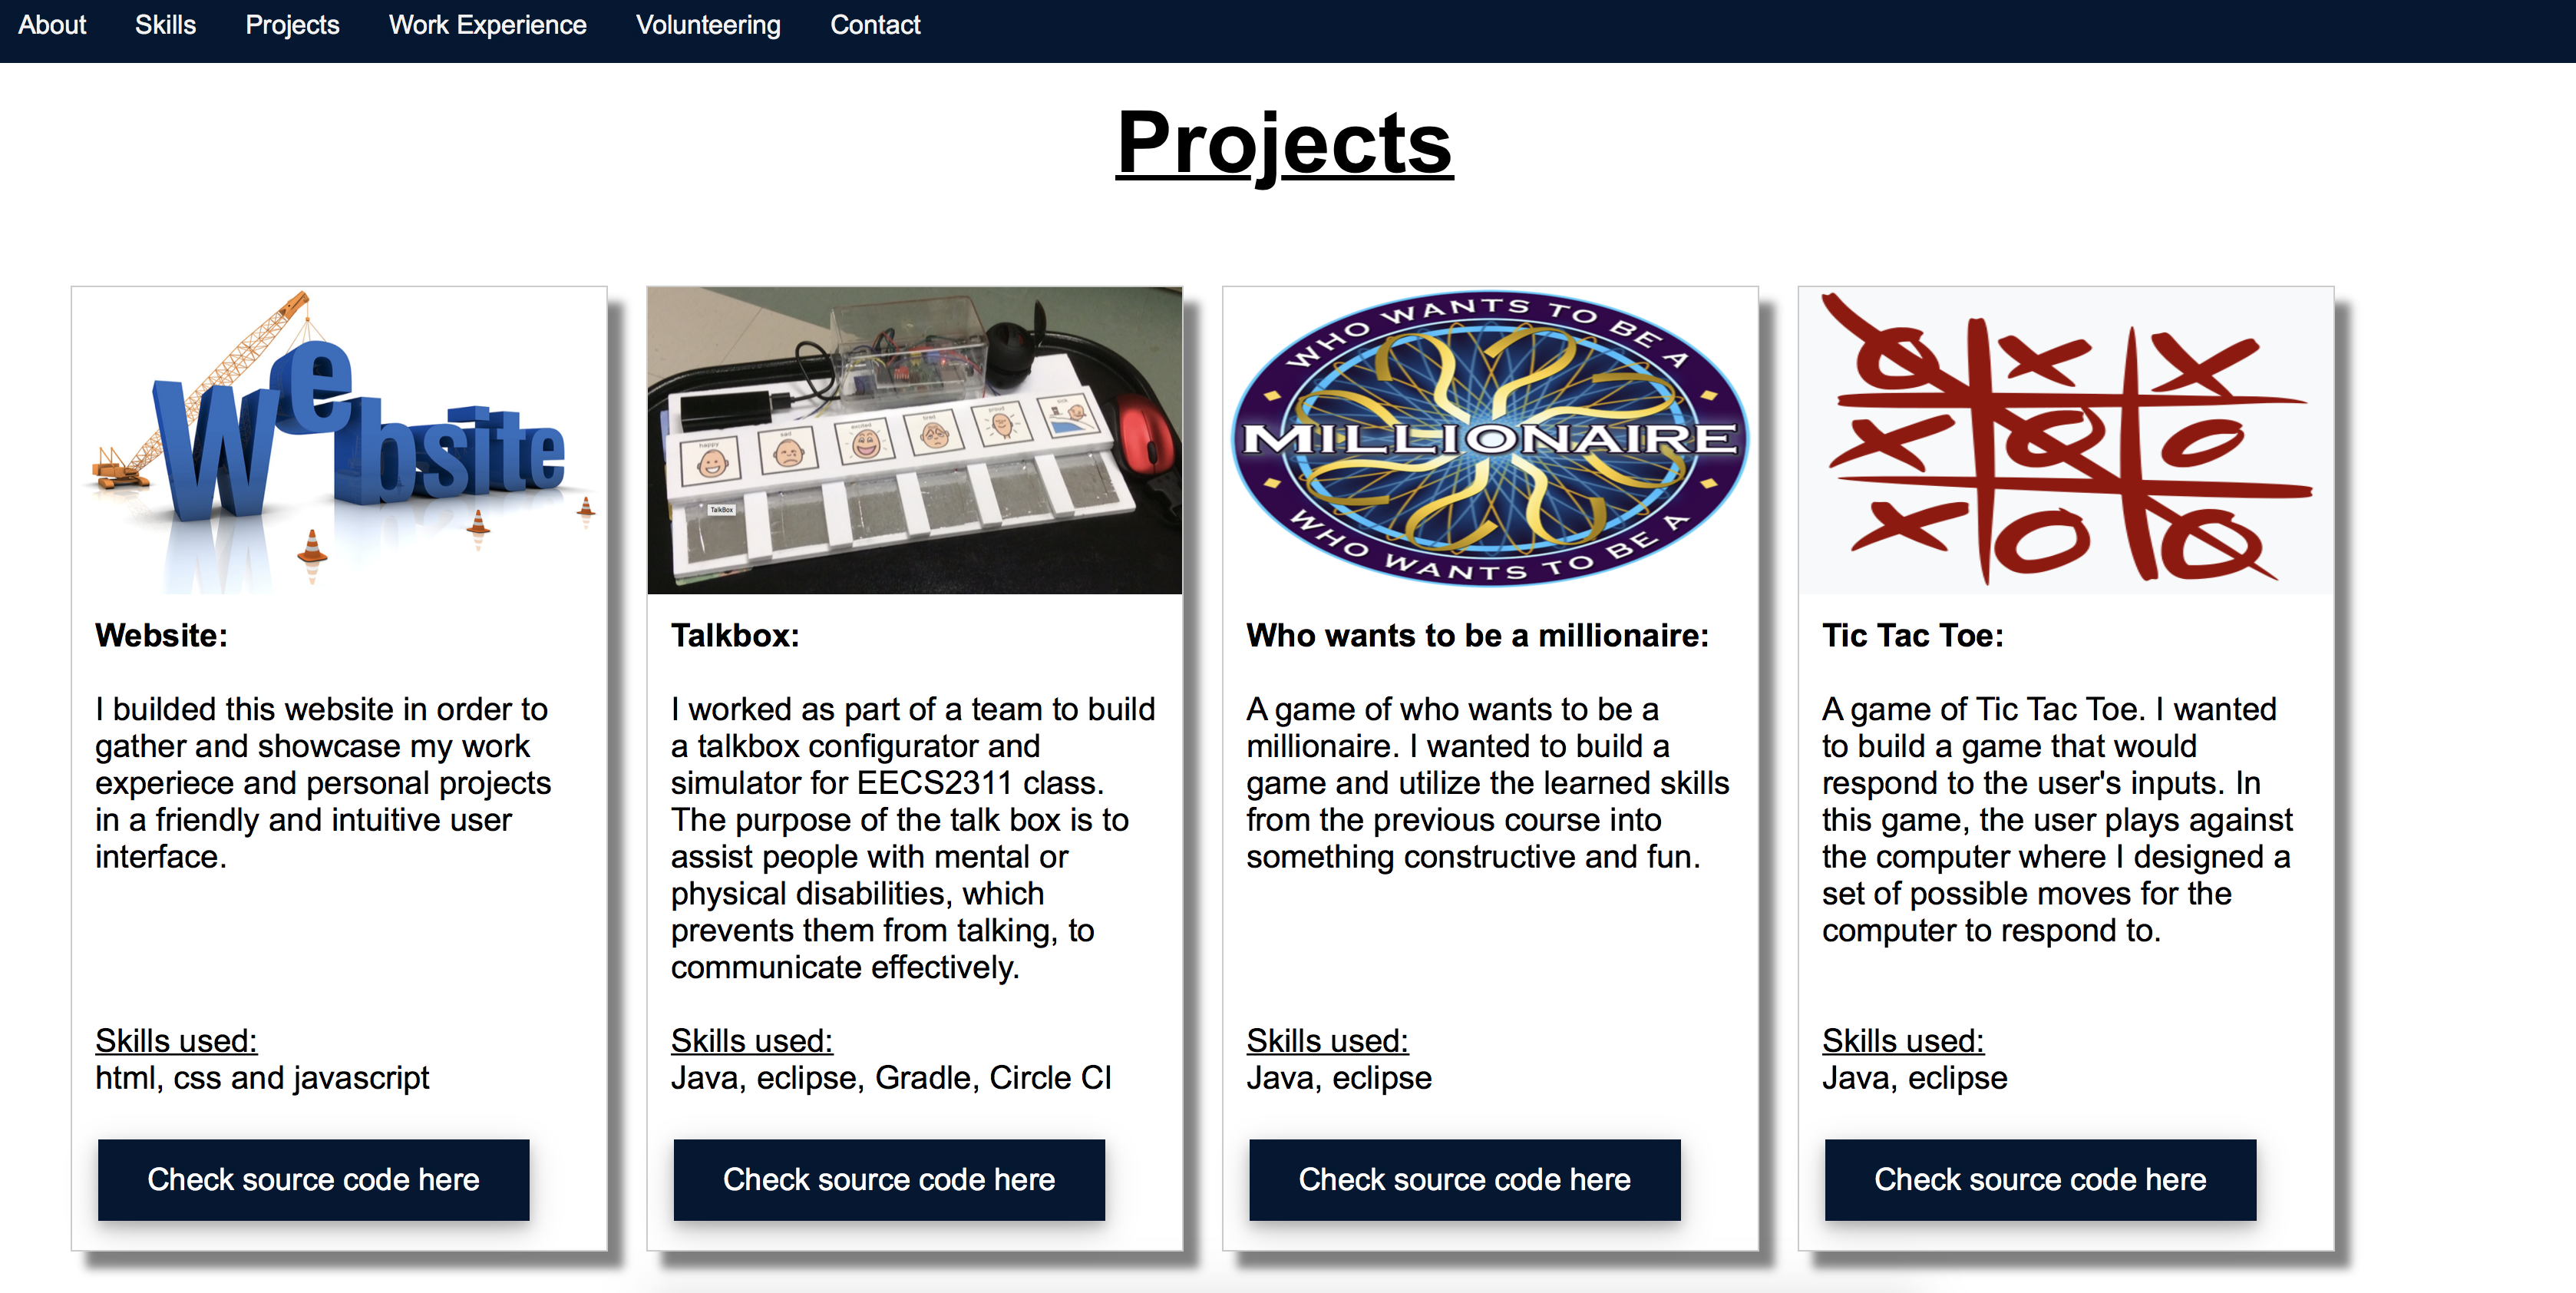 About Skills Projects Work Experience Volunteering Contact
Projects
Website
happy
sad
excited
tired
proud
sick
TalkBox
WHO WANTS TO BE A
MILLIONAIRE
WHO WANTS TO BE A
Website:
I builded this website in order to
gather and showcase my work
experiece and personal projects
in a friendly and intuitive user
interface.
Skills used:
html, css and javascript
Check source code here
Talkbox:
I worked as part of a team to build
a talkbox configurator and
simulator for EECS2311 class.
The purpose of the talk box is to
assist people with mental or
physical disabilities, which
prevents them from talking, to
communicate effectively.
Skills used:
Java, eclipse, Gradle, Circle CI
Check source code here
Who wants to be a millionaire:
A game of who wants to be a
millionaire. I wanted to build a
game and utilize the learned skills
from the previous course into
something constructive and fun.
Skills used:
Java, eclipse
Check source code here
Tic Tac Toe:
A game of Tic Tac Toe. I wanted
to build a game that would
respond to the user's inputs. In
this game, the user plays against
the computer where I designed a
set of possible moves for the
computer to respond to.
Skills used:
Java, eclipse
Check source code here